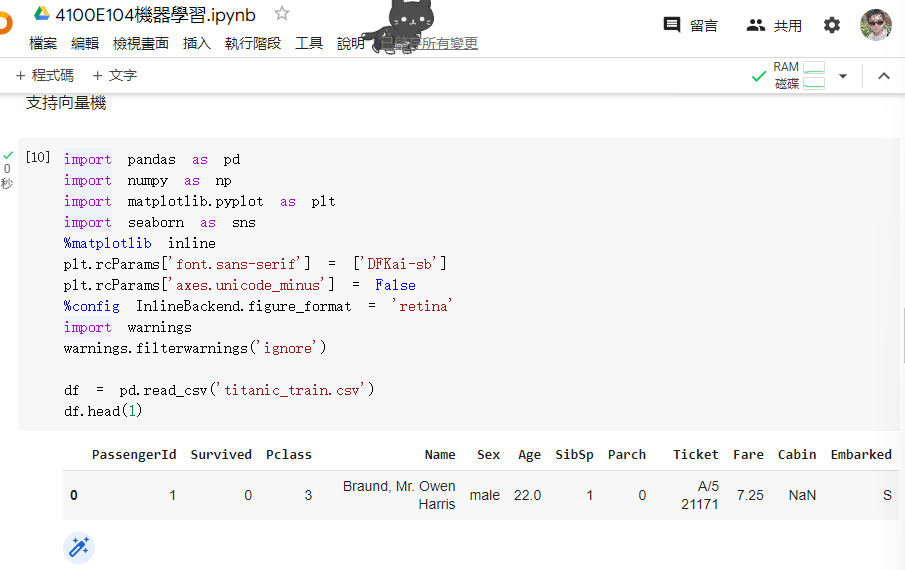 4100E104機器學習.ipynb
留言 共用
檔案 編輯 檢視畫面 插入 執行階段 工具 說明 已儲存所有變更
+ 程式碼 + 文字
RAM
磁碟
支持向量機
0
秒
[10]
import pandas as pd
import numpy as np
import matplotlib.pyplot as plt
import seaborn as sns
%matplotlib inline
plt.rcParams['font.sans-serif'] = ['DFKai-sb']
plt.rcParams['axes.unicode_minus'] = False
%config InlineBackend.figure_format = 'retina'
import warnings
warnings.filterwarnings('ignore')
df = pd.read_csv('titanic_train.csv')
df.head(1)
PassengerId Survived Pclass Name Sex Age SibSp Parch Ticket Fare Cabin Embarked
0 1 0 3 Braund, Mr. Owen Harris male 22.0 1 0 A/5 21171 7.25 NaN S